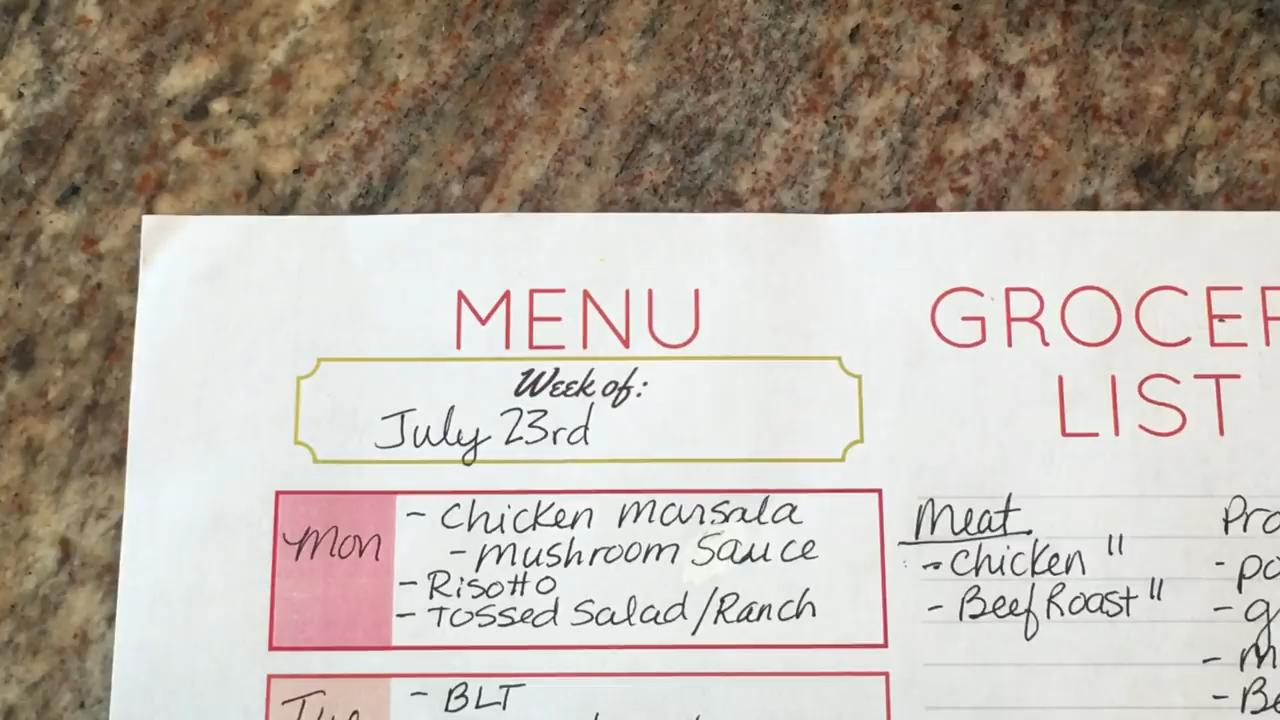 MENU
Week of:
July 23rd
Mon
- Chicken Marsala
- Mushroom Sauce
- Risotto
- Tossed Salad/Ranch
- BLT
GROCER
LIST
Meat
- Chicken "
- Beef Roast "